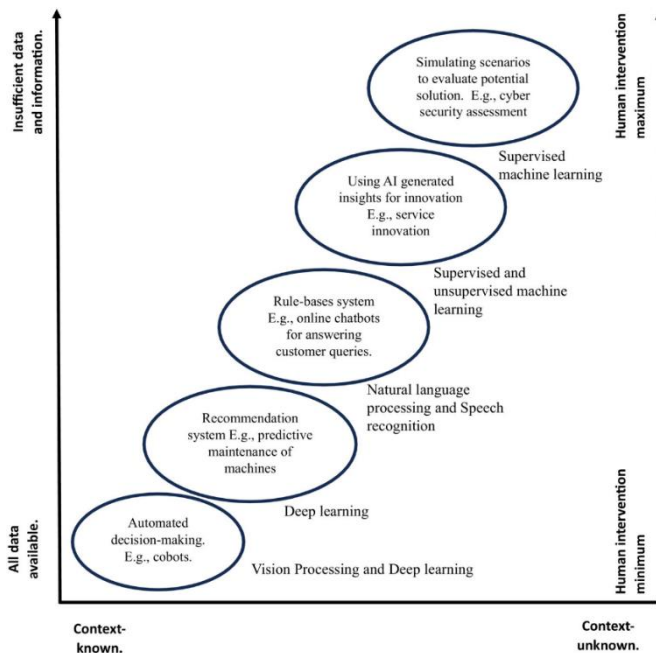 Insufficient data
and information.
Human intervention
maximum
Simulating scenarios
to evaluate potential
solution. E.g., cyber
security assessment
Supervised
machine learning
Using AI generated
insights for innovation
E.g., service
innovation
Supervised and
unsupervised machine
learning
Rule-bases system
E.g., online chatbots
for answering
customer queries.
Natural language
processing and Speech
recognition
Recommendation
system E.g., predictive
maintenance of
machines
Deep learning
Automated
decision-making.
E.g., cobots.
Vision Processing and Deep learning
All data
available.
Human intervention
minimum
Context-
known.
Context-
unknown.